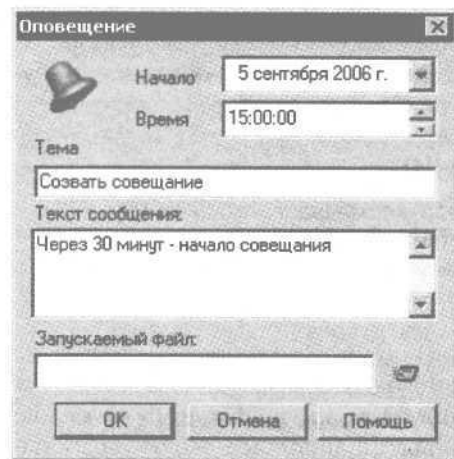 Оповещение
Начало 5 сентября 2006 г.
Время 15:00:00
Тема
Созвать совещание
Текст сообщения:
Через 30 минут - начало совещания
Запускаемый файл:
OK Отмена Помощь